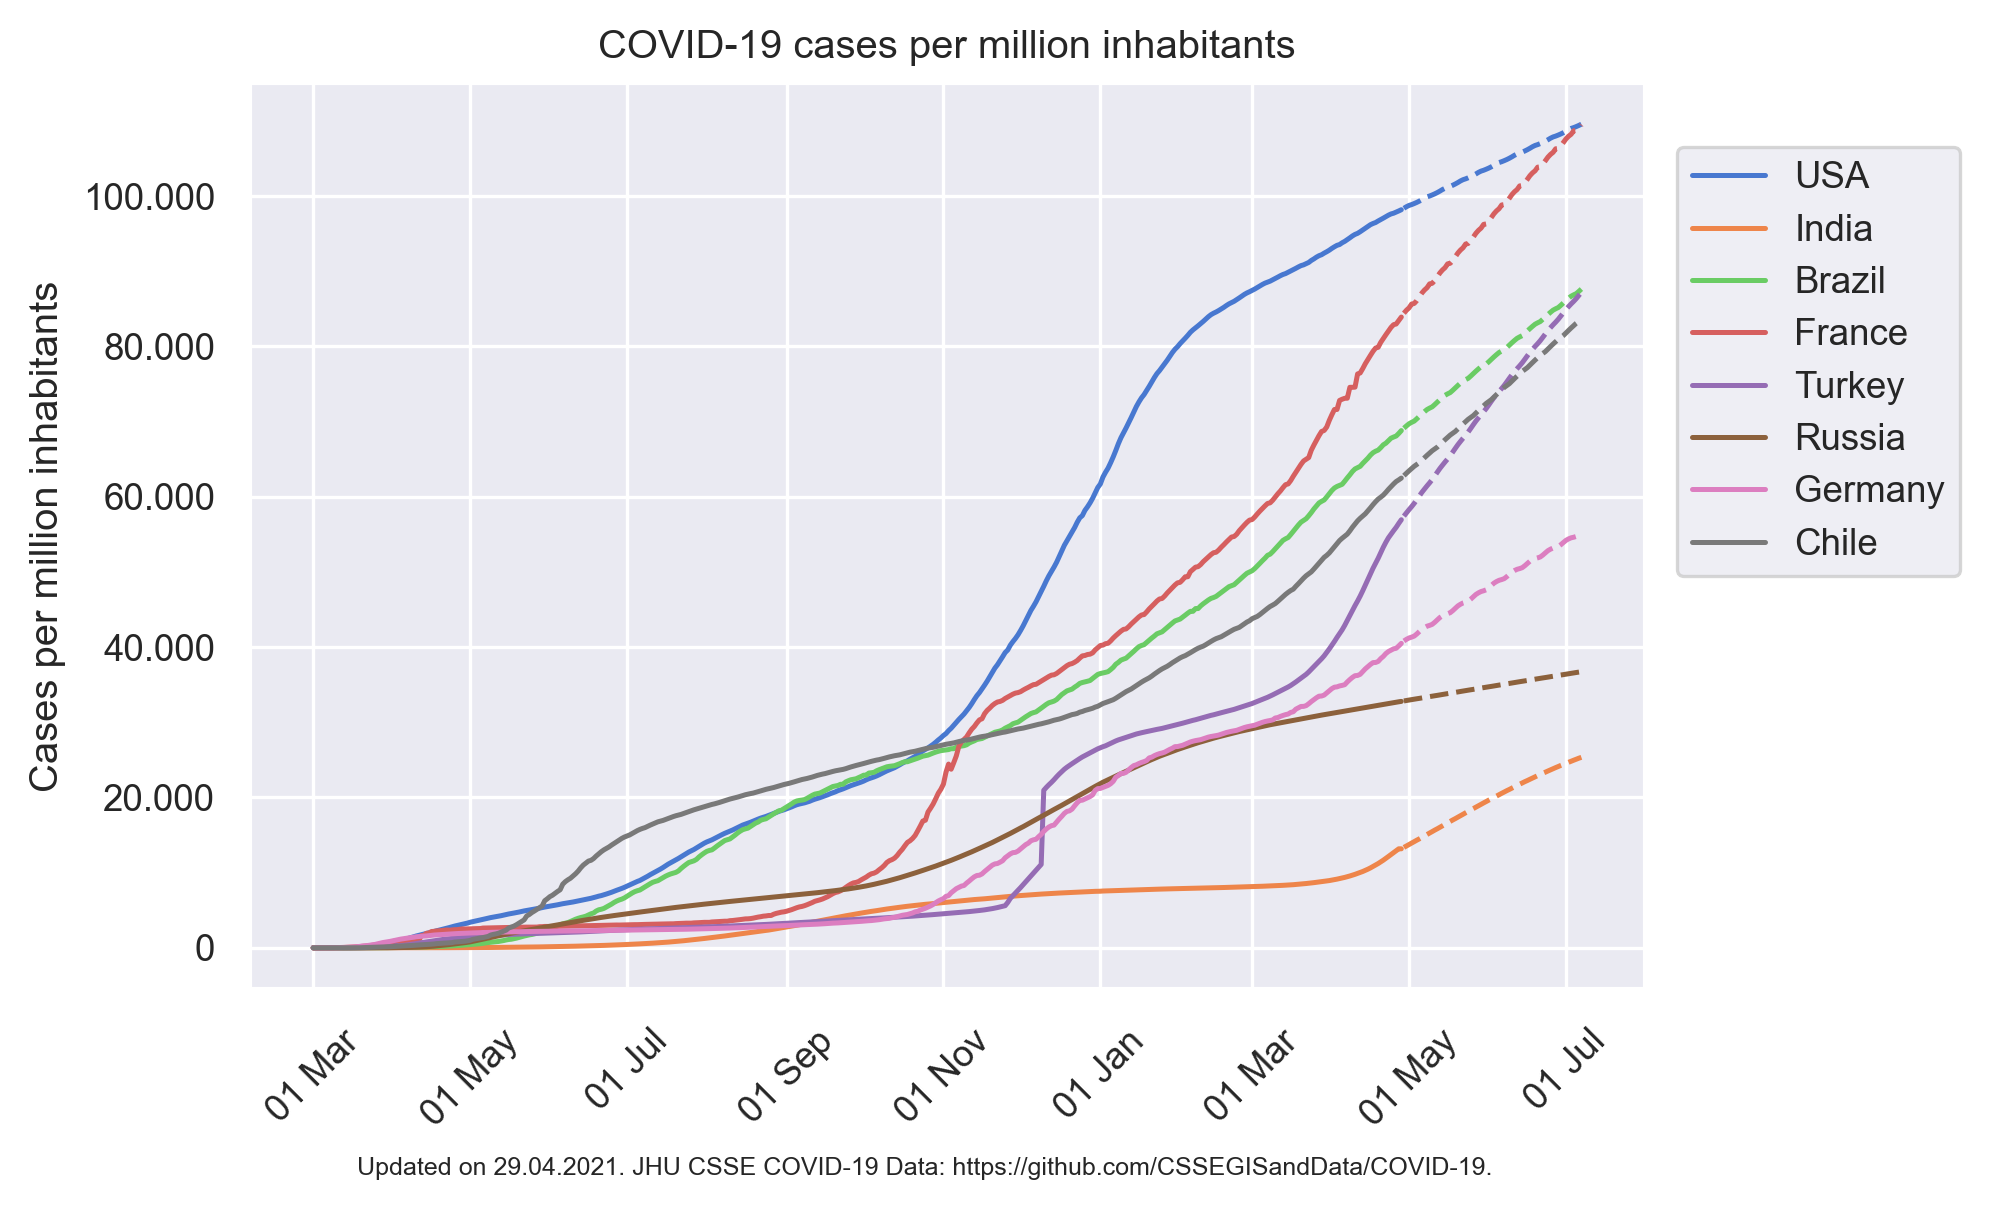 COVID-19 cases per million inhabitants
Cases per million inhabitants
100.000
80.000
60.000
40.000
20.000
0
01 Mar
01 May
01 Jul
01 Sep
01 Nov
01 Jan
01 Mar
01 May
01 Jul
USA
India
Brazil
France
Turkey
Russia
Germany
Chile
Updated on 29.04.2021. JHU CSSE COVID-19 Data: https://github.com/CSSEGISandData/COVID-19.